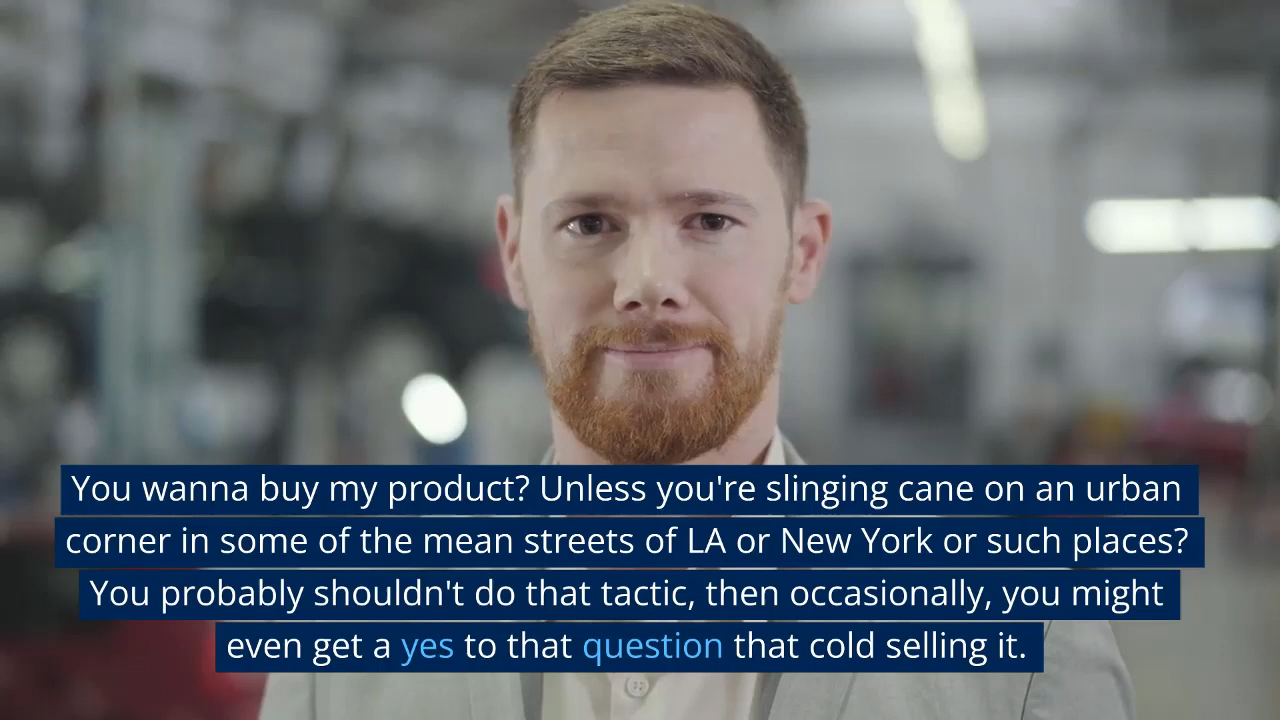 You wanna buy my product? Unless you're slinging cane on an urban
corner in some of the mean streets of LA or New York or such places?
You probably shouldn't do that tactic, then occasionally, you might
even get a yes to that question that cold selling it.